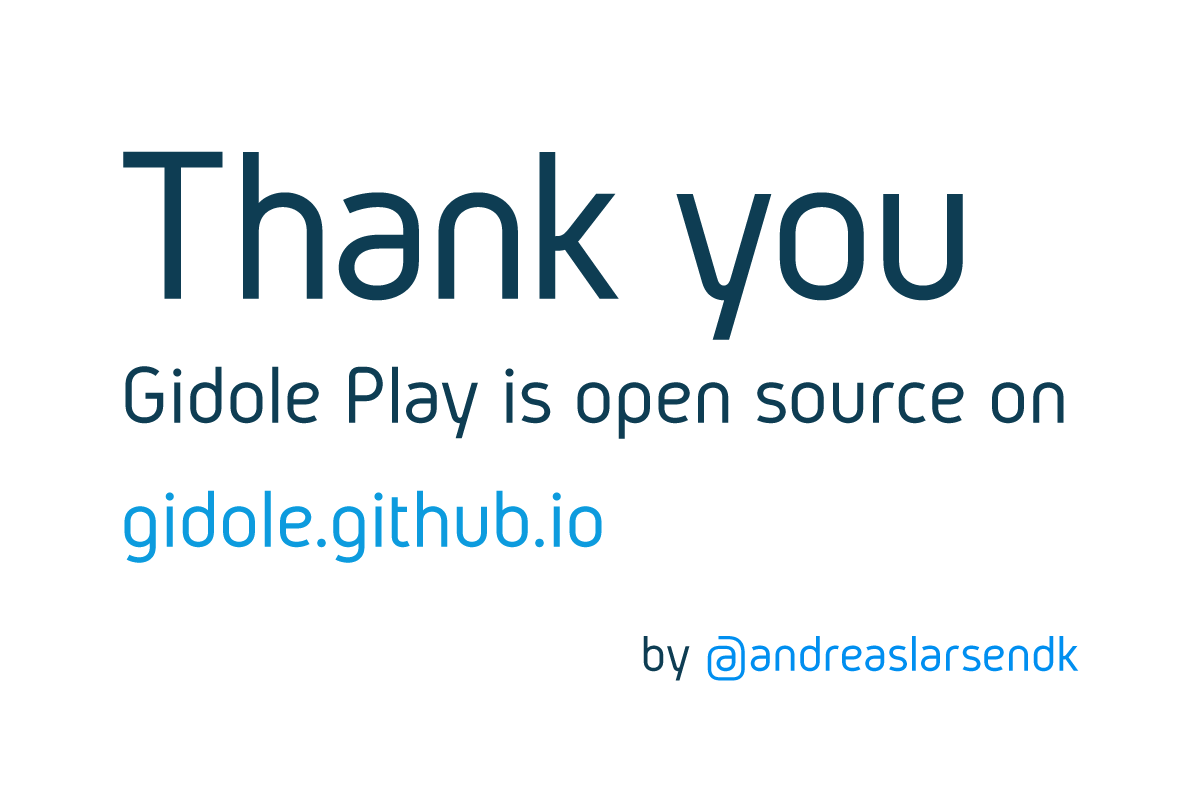 Thank you
Gidole Play is open source on
gidole.github.io
by @andreaslarsendk